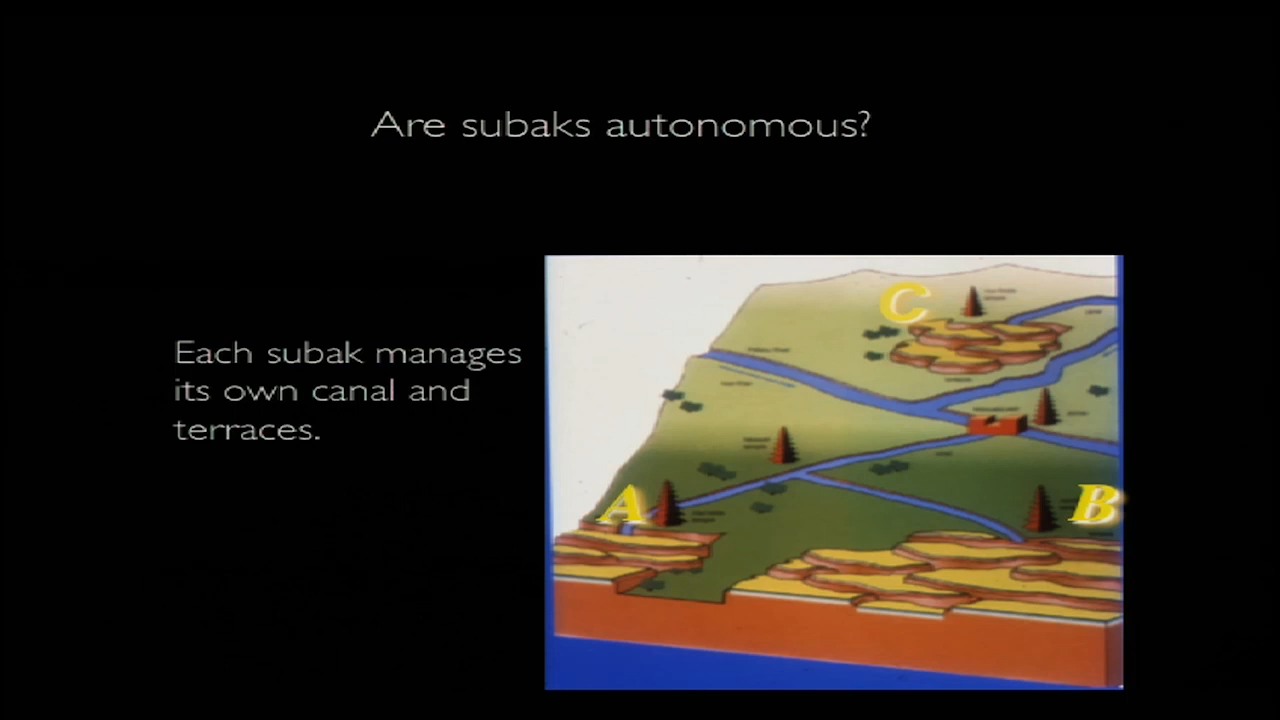 Are subaks autonomous?
Each subak manages
its own canal and
terraces.
C
A
B